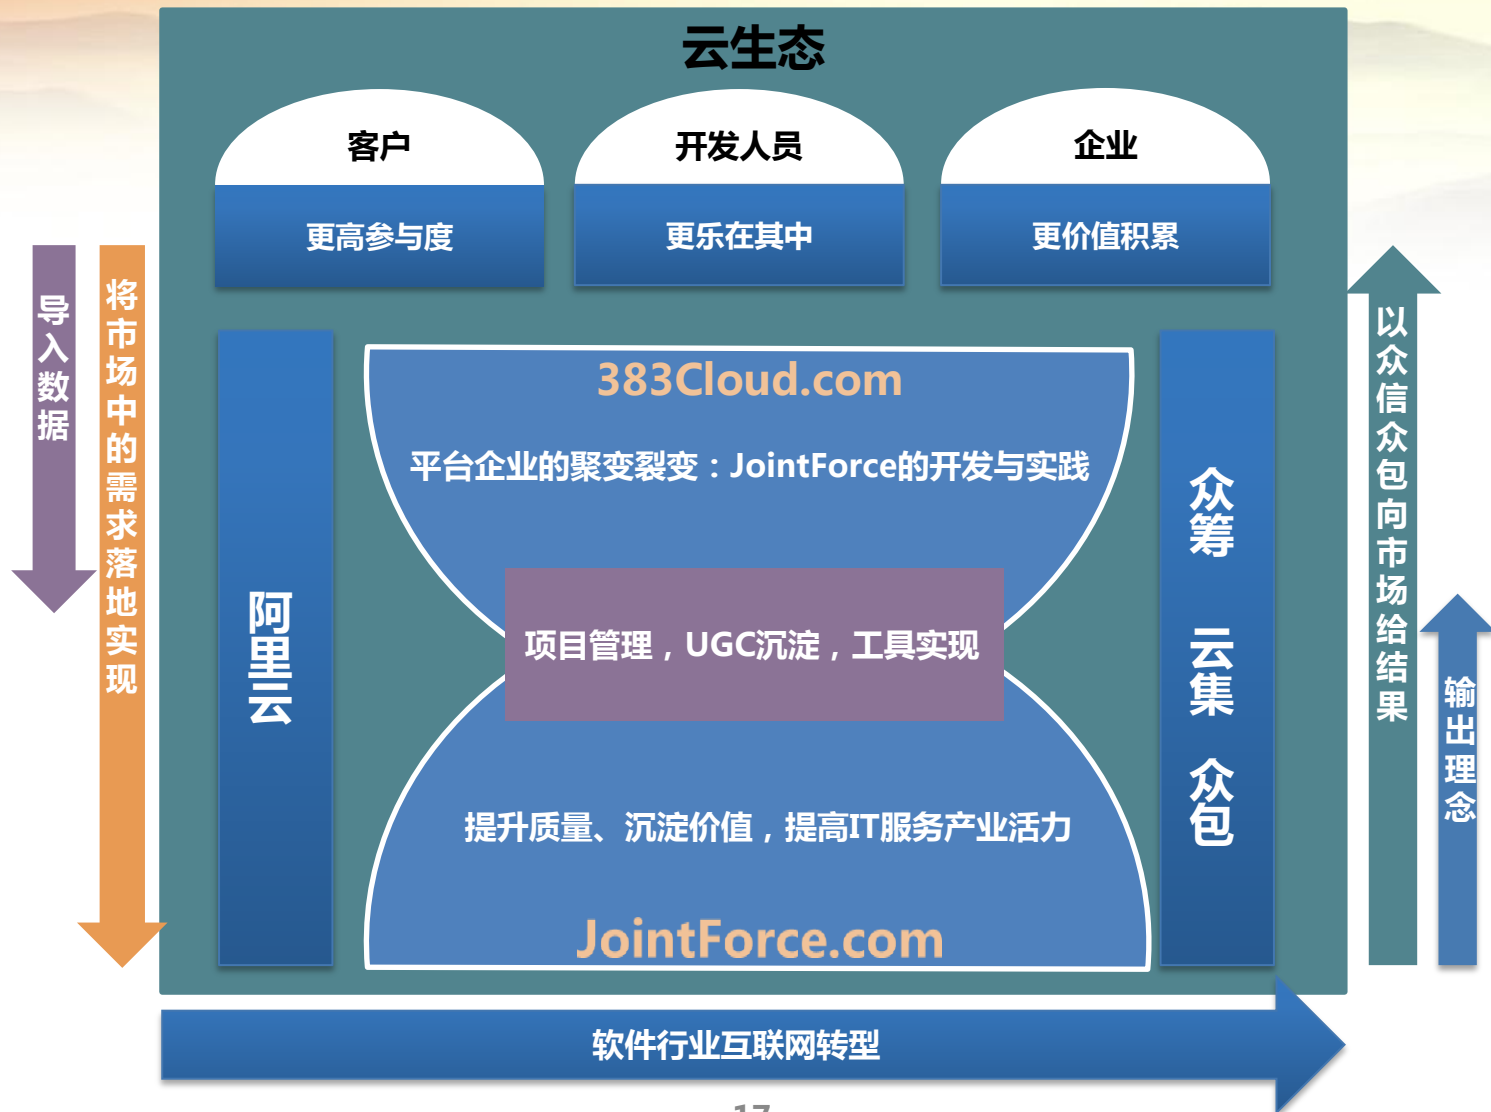 云生态
客户
开发人员
企业
更高参与度
更乐在其中
更价值积累
导入数据
将市场中的需求落地实现
阿里云
383Cloud.com
平台企业的聚变裂变：JointForce的开发与实践
项目管理，UGC沉淀，工具实现
提升质量、沉淀价值，提高IT服务产业活力
JointForce.com
众筹 云集 众包
以众信众包向市场给结果
输出理念
软件行业互联网转型
17